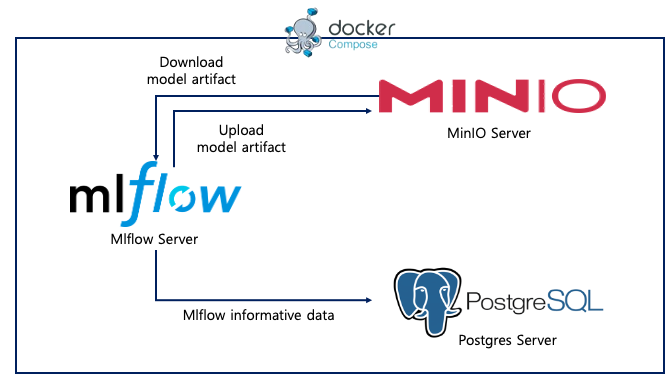 docker
Compose
Download
model artifact
MINIO
MinIO Server
Upload
model artifact
mlflow
Mlflow Server
PostgreSQL
Mlflow informative data
Postgres Server